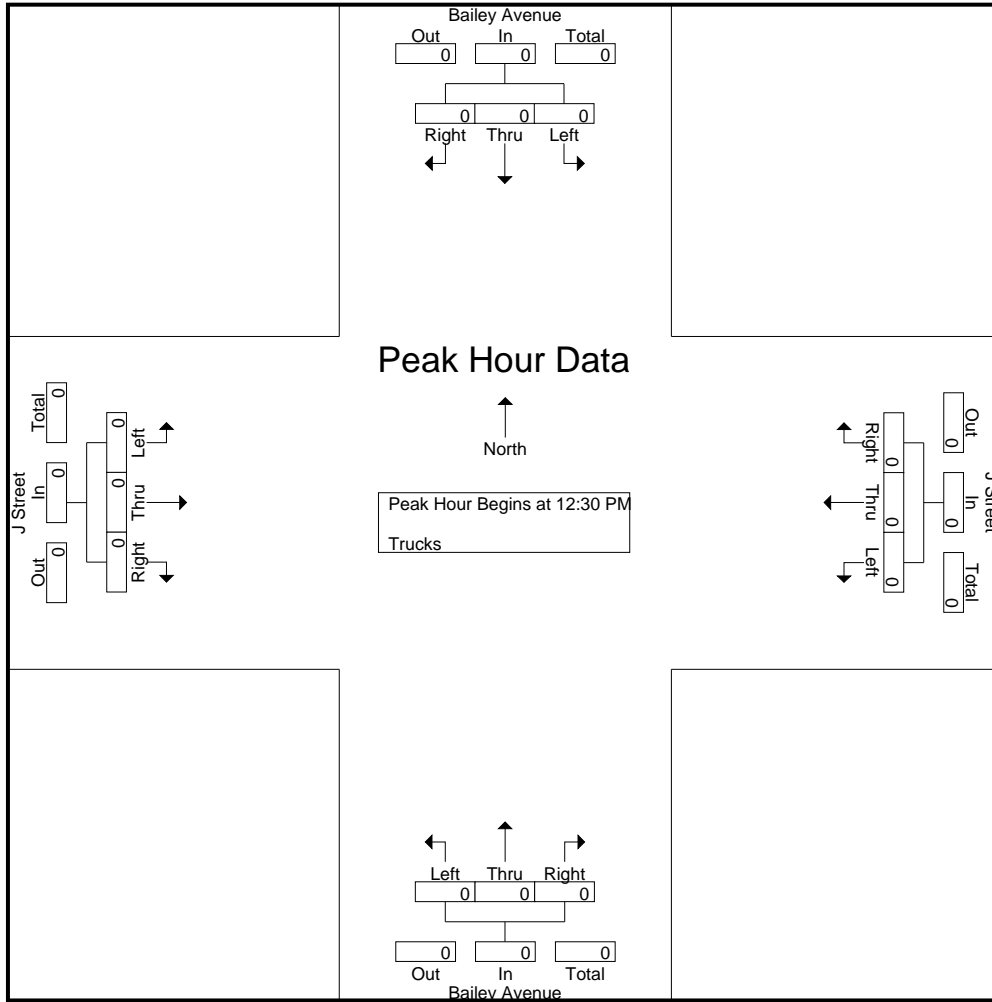 Bailey Avenue
Out In Total
0 0 0
0 0 0
Right Thru Left
Peak Hour Data
North
Peak Hour Begins at 12:30 PM
Trucks
J Street
Total In Out
0 0 0
0 0 0
Left Thru Right
Right Thru Left
0 0 0
0 0 0
Out In Total
J Street
Left Thru Right
0 0 0
0 0 0
Out In Total
Bailey Avenue